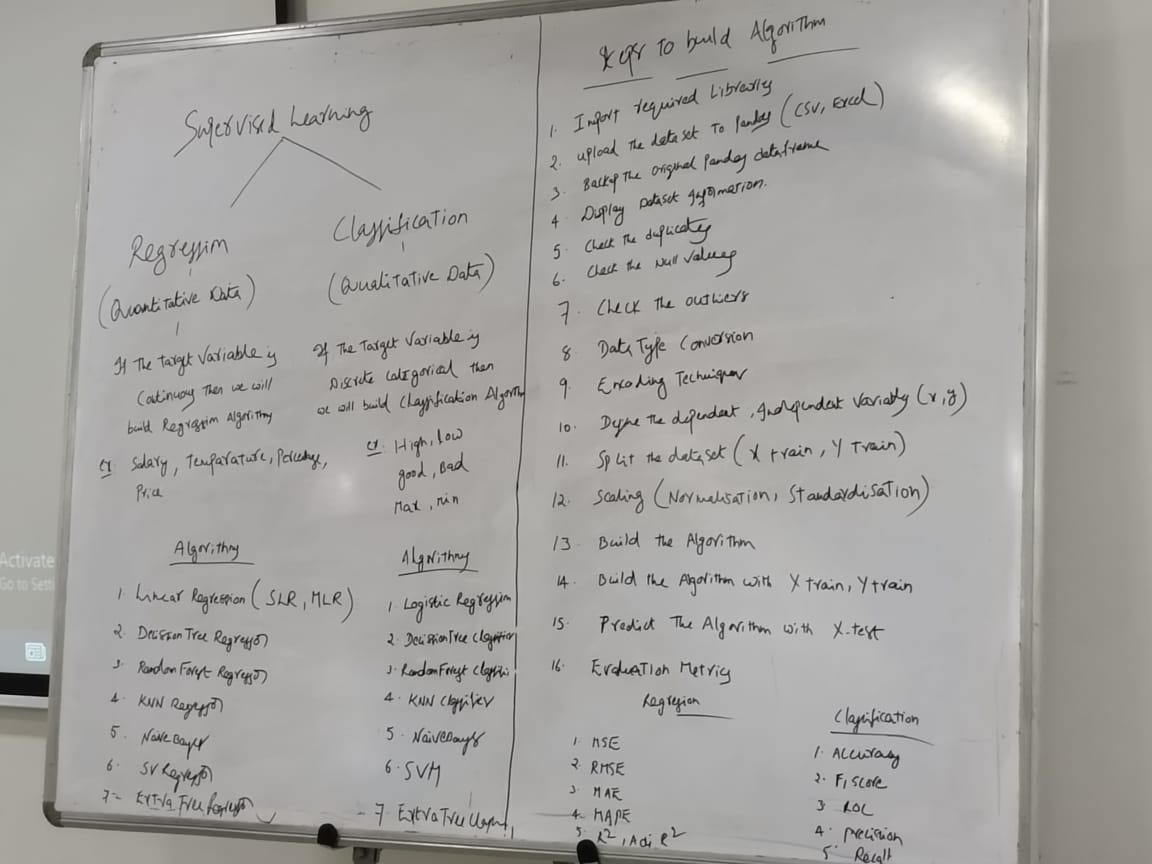 Supervised Learning
Regression
(Quantitative Data)
If The Target Variable is
Continuous Then we will
build Regression Algorithms
ex: Salary, Temparature, Percentage,
Price
Algorithms
1. Linear Regression (SLR, MLR)
2. Decision Tree Regressor
3. Random Forest Regressor
4. KNN Regressor
5. Naive Bayes
6. SV Regressor
7. Extra Tree Regressor
Classification
(Qualitative Data)
If The Target Variable is
Discrete categorical then
we will build Classification Algorithm
ex: High, Low
good, Bad
Max, Min
Algorithms
1. Logistic Regression
2. Decision Tree Classifier
3. Random Forest Classifier
4. KNN Classifier
5. Naive Bayes
6. SVM
7. Extra Tree
to build Algorithm
1. Import required Libraries
2. upload the dataset To Pandas (CSV, Excel)
3. Backup The original Pandas dataframe
4. Display Dataset Information.
5. Check the duplicates
6. Check the Null Values
7. Check the outliers
8. Data Type Conversion
9. Encoding Techniques
10. Define the dependent, Independent Variables (x, y)
11. Split the dataset (X train, Y Train)
12. Scaling (Normalisation, Standardisation)
13. Build the Algorithm
14. Build the Algorithm with X train, Y train
15. Predict The Algorithm with X-test
16. Evaluation Metrics
Regression
1. MSE
2. RMSE
3. MAE
4. MAPE
5. R², Adj R²
Classification
1. Accuracy
2. F1 Score
3. ROC
4. precision
5. Recall
Activate
Go to Setti